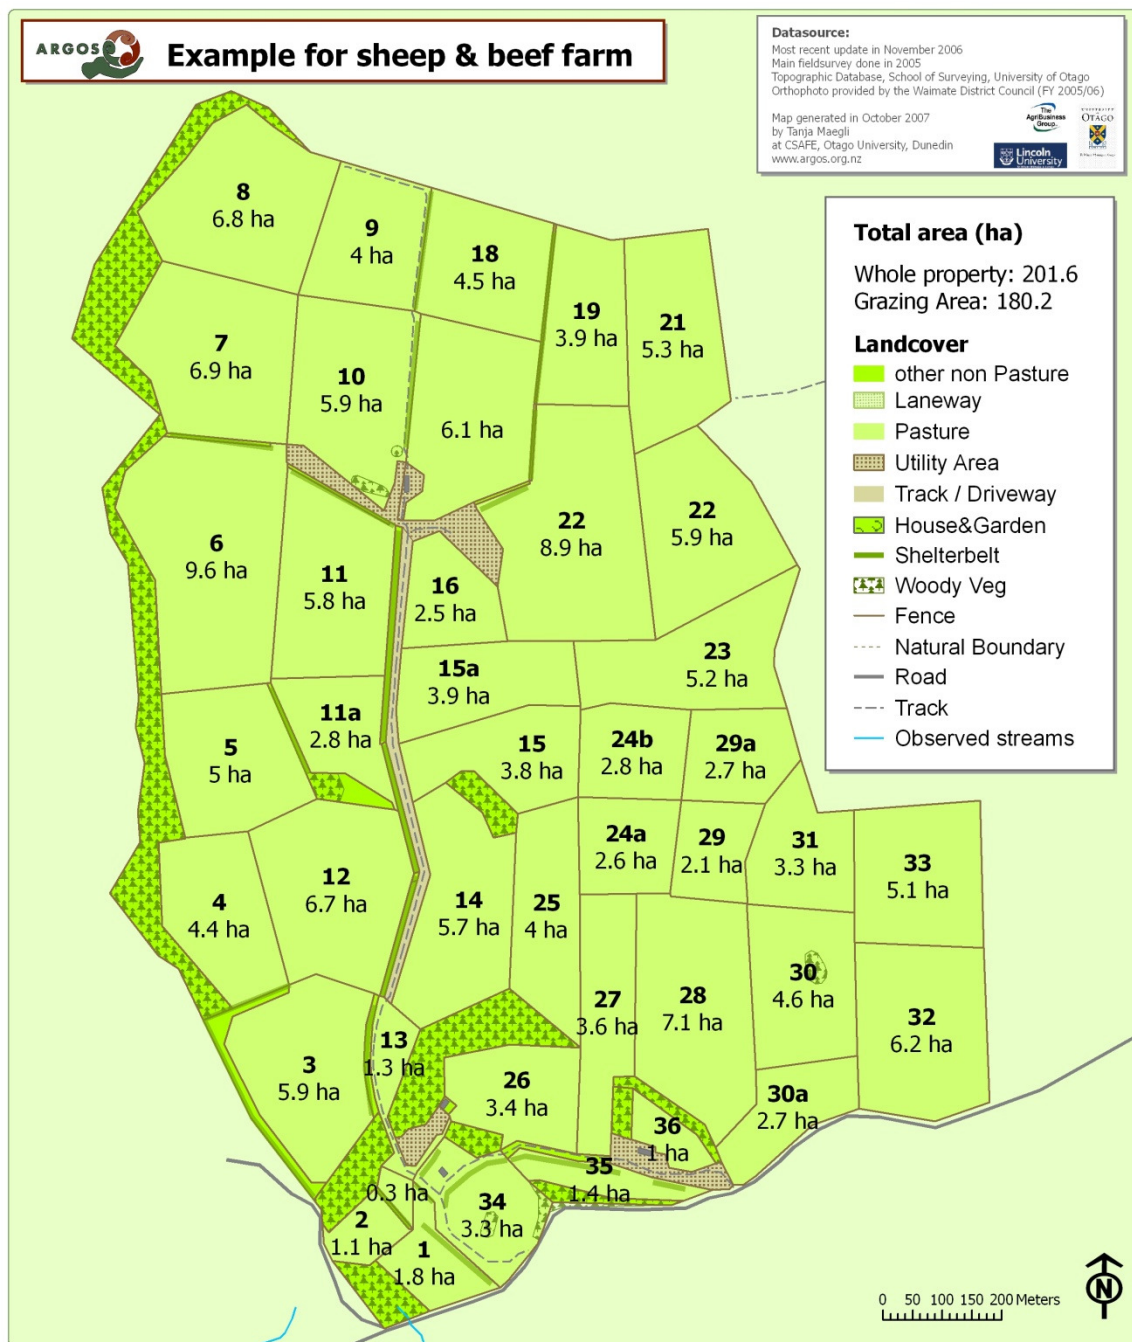 ARGOS
Example for sheep & beef farm
Datasource:
Most recent update in November 2006
Main fieldsurvey done in 2005
Topographic Database, School of Surveying, University of Otago
Orthophoto provided by the Waimate District Council (FY 2005/06)
Map generated in October 2007
by Tanja Maegli
at CSAFE, Otago University, Dunedin
www.argos.org.nz
The
AgriBusiness
Group
UNIVERSITY
OTAGO
Lincoln
University
Total area (ha)
Whole property: 201.6
Grazing Area: 180.2
Landcover
other non Pasture
Laneway
Pasture
Utility Area
Track / Driveway
House&Garden
Shelterbelt
Woody Veg
Fence
Natural Boundary
Road
Track
Observed streams
8
6.8 ha
9
4 ha
18
4.5 ha
19
3.9 ha
21
5.3 ha
7
6.9 ha
10
5.9 ha
6.1 ha
22
8.9 ha
22
5.9 ha
6
9.6 ha
11
5.8 ha
16
2.5 ha
15a
3.9 ha
23
5.2 ha
11a
2.8 ha
5
5 ha
15
3.8 ha
24b
2.8 ha
29a
2.7 ha
24a
2.6 ha
29
2.1 ha
31
3.3 ha
33
5.1 ha
12
6.7 ha
4
4.4 ha
14
5.7 ha
25
4 ha
30
4.6 ha
27
3.6 ha
28
7.1 ha
32
6.2 ha
13
1.3 ha
3
5.9 ha
26
3.4 ha
30a
2.7 ha
36
1 ha
35
1.4 ha
0.3 ha
34
3.3 ha
2
1.1 ha
1
1.8 ha
0 50 100 150 200 Meters
N